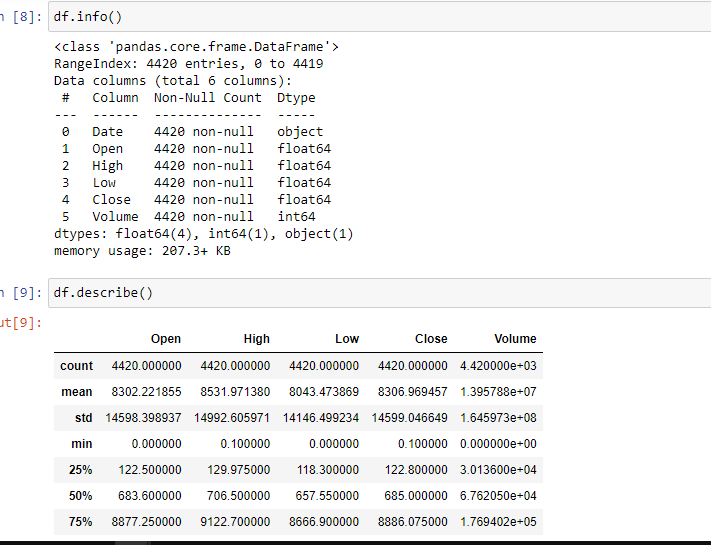 n [8]: df.info()
<class 'pandas.core.frame.DataFrame'>
RangeIndex: 4420 entries, 0 to 4419
Data columns (total 6 columns):
#   Column  Non-Null Count  Dtype
---  ------  --------------  -----
0   Date    4420 non-null   object
1   Open    4420 non-null   float64
2   High    4420 non-null   float64
3   Low     4420 non-null   float64
4   Close   4420 non-null   float64
5   Volume  4420 non-null   int64
dtypes: float64(4), int64(1), object(1)
memory usage: 207.3+ KB
n [9]: df.describe()
ut[9]:
Open High Low Close Volume
count 4420.000000 4420.000000 4420.000000 4420.000000 4.420000e+03
mean 8302.221855 8531.971380 8043.473869 8306.969457 1.395788e+07
std 14598.398937 14992.605971 14146.499234 14599.046649 1.645973e+08
min 0.000000 0.100000 0.000000 0.100000 0.000000e+00
25% 122.500000 129.975000 118.300000 122.800000 3.013600e+04
50% 683.600000 706.500000 657.550000 685.000000 6.762050e+04
75% 8877.250000 9122.700000 8666.900000 8886.075000 1.769402e+05